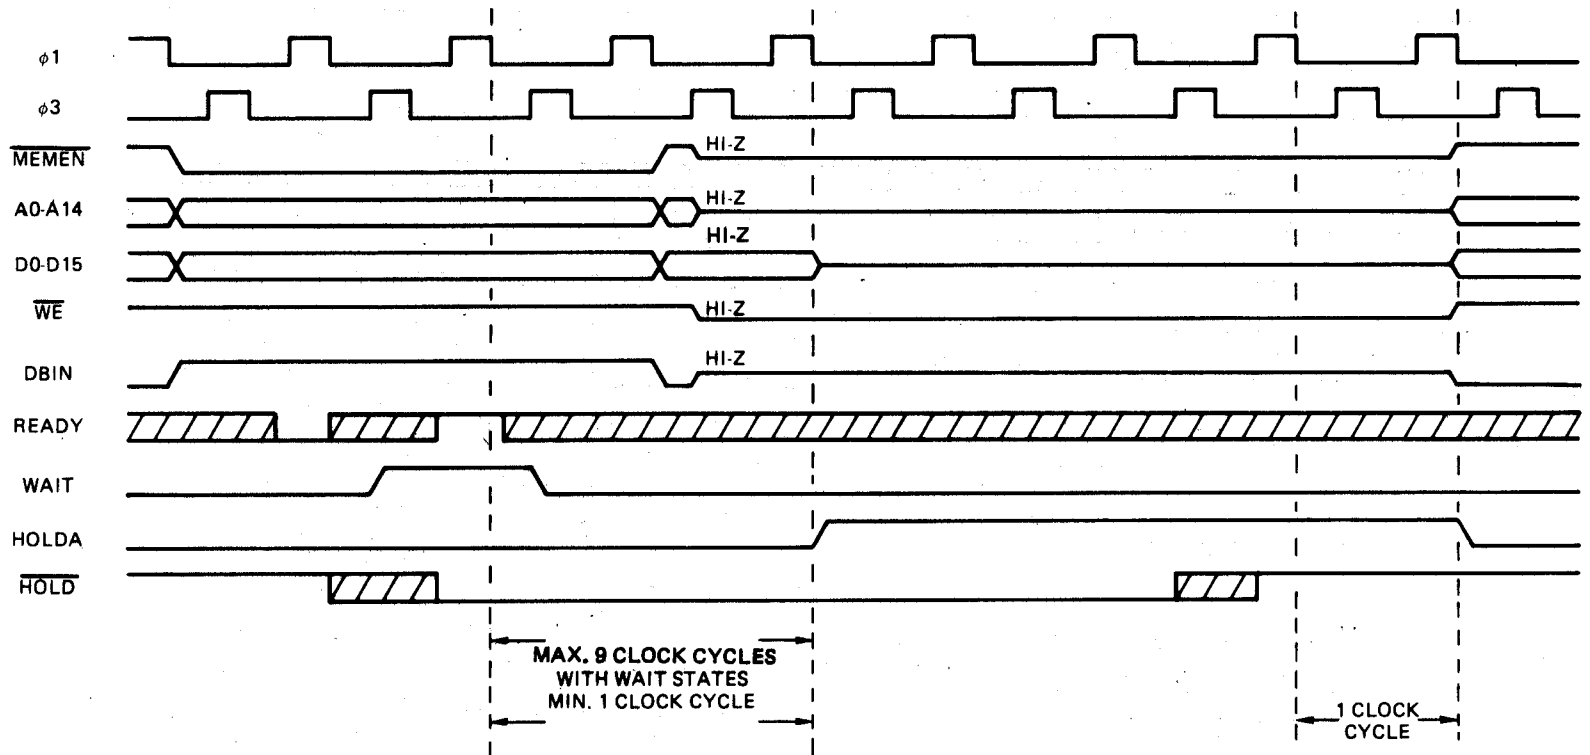 φ1
φ3
MEMEN HI-Z
A0-A14 HI-Z
HI-Z
D0-D15
WE HI-Z
DBIN HI-Z
READY
WAIT
HOLDA
HOLD
MAX. 9 CLOCK CYCLES
WITH WAIT STATES
MIN. 1 CLOCK CYCLE
1 CLOCK
CYCLE